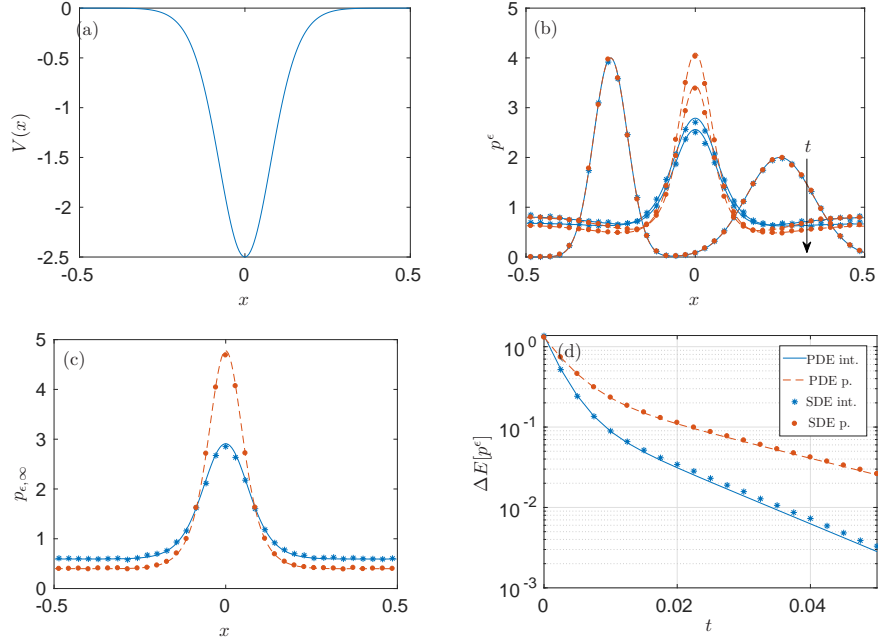 (a)
0
-0.5
-1
-1.5
-2
-2.5
V(x)
-0.5 0 0.5
x
(b)
5
4
3
2
1
0
p^ϵ
t
-0.5 0 0.5
x
(c)
5
4
3
2
1
0
p_{ϵ,∞}
-0.5 0 0.5
x
(d)
10^0
10^{-1}
10^{-2}
10^{-3}
ΔE[p^ϵ]
PDE int.
PDE p.
SDE int.
SDE p.
0 0.02 0.04
t